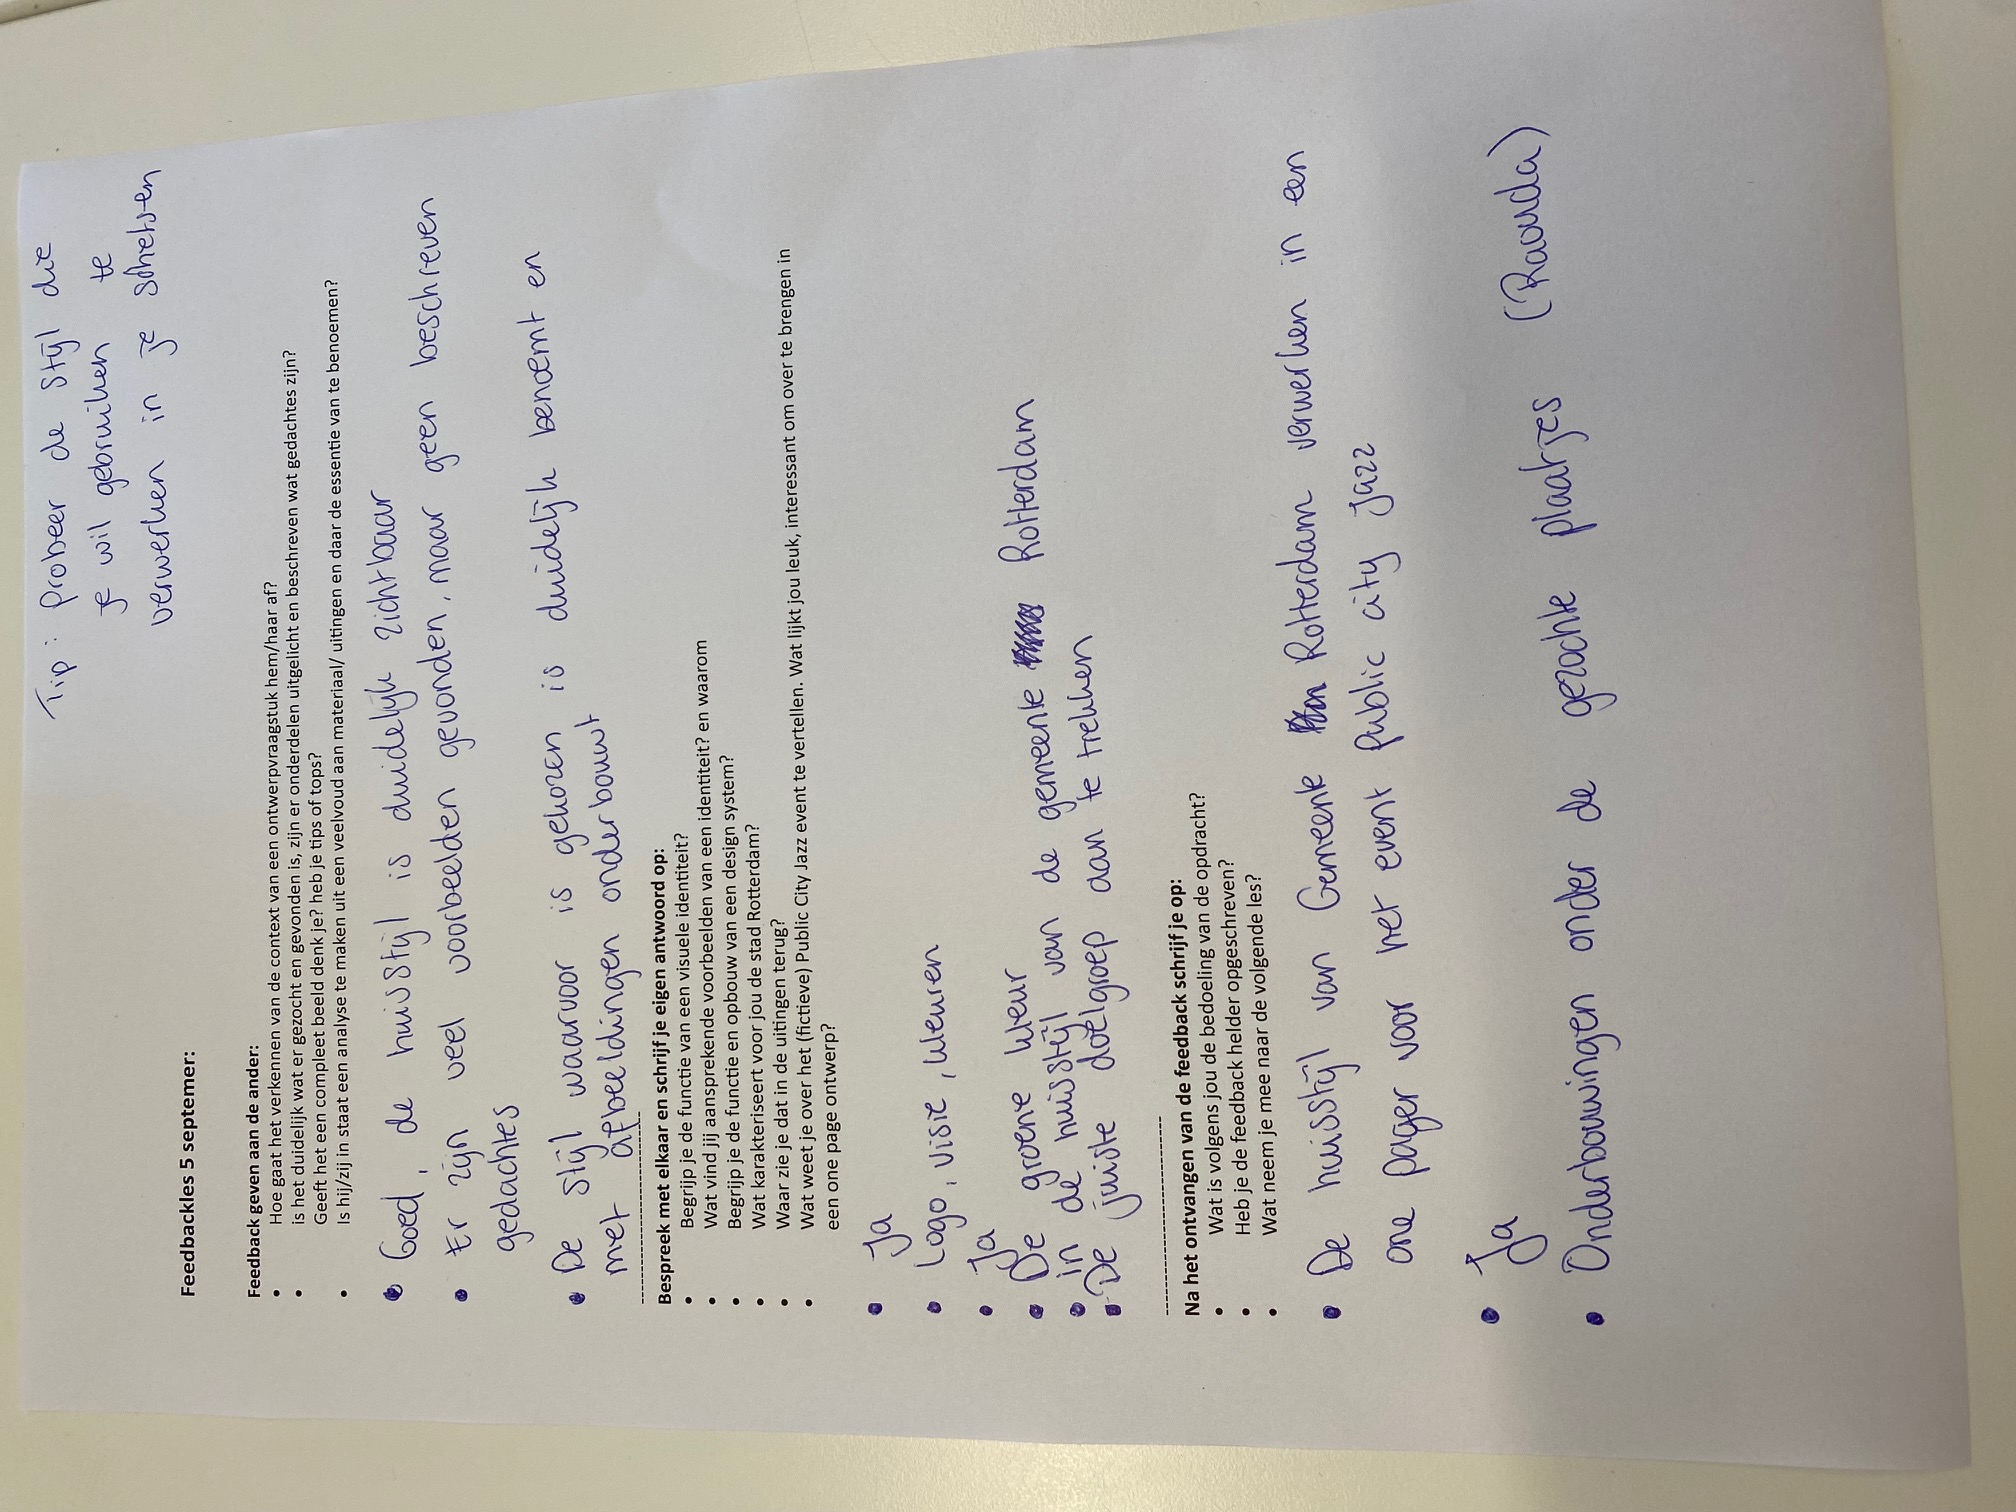 Tip: probeer de stijl die
je wil gebruiken te
verwerken in je schetsen
Feedbackles 5 septemer:
Feedback geven aan de ander:
• Hoe gaat het verkennen van de context van een ontwerpvraagstuk hem/haar af?
• is het duidelijk wat er gezocht en gevonden is, zijn er onderdelen uitgelicht en beschreven wat gedachtes zijn?
Geeft het een compleet beeld denk je? heb je tips of tops?
• Is hij/zij in staat een analyse te maken uit een veelvoud aan materiaal/ uitingen en daar de essentie van te benoemen?
• Goed, de huisstijl is duidelijk zichtbaar
• Er zijn veel voorbeelden gevonden, maar geen beschreven
gedachtes
• De stijl waarvoor is gekozen is duidelijk benoemt en
met afbeeldingen onderbouwt
-----------------------------
Bespreek met elkaar en schrijf je eigen antwoord op:
• Begrijp je de functie van een visuele identiteit?
• Wat vind jij aansprekende voorbeelden van een identiteit? en waarom
• Begrijp je de functie en opbouw van een design system?
• Wat karakteriseert voor jou de stad Rotterdam?
• Waar zie je dat in de uitingen terug?
• Wat weet je over het (fictieve) Public City Jazz event te vertellen. Wat lijkt jou leuk, interessant om over te brengen in
een one page ontwerp?
• Ja
• Logo, visie, kleuren
• Ja
• De groene kleur
• in de huisstijl van de gemeente Rotterdam
• De juiste doelgroep aan te trekken
-----------------------------
Na het ontvangen van de feedback schrijf je op:
• Wat is volgens jou de bedoeling van de opdracht?
• Heb je de feedback helder opgeschreven?
• Wat neem je mee naar de volgende les?
• De huisstijl van Gemeente Rotterdam verwerken in een
one pager voor het event public city Jazz
• Ja
• Onderbouwingen onder de gezochte plaatjes (Raouda)